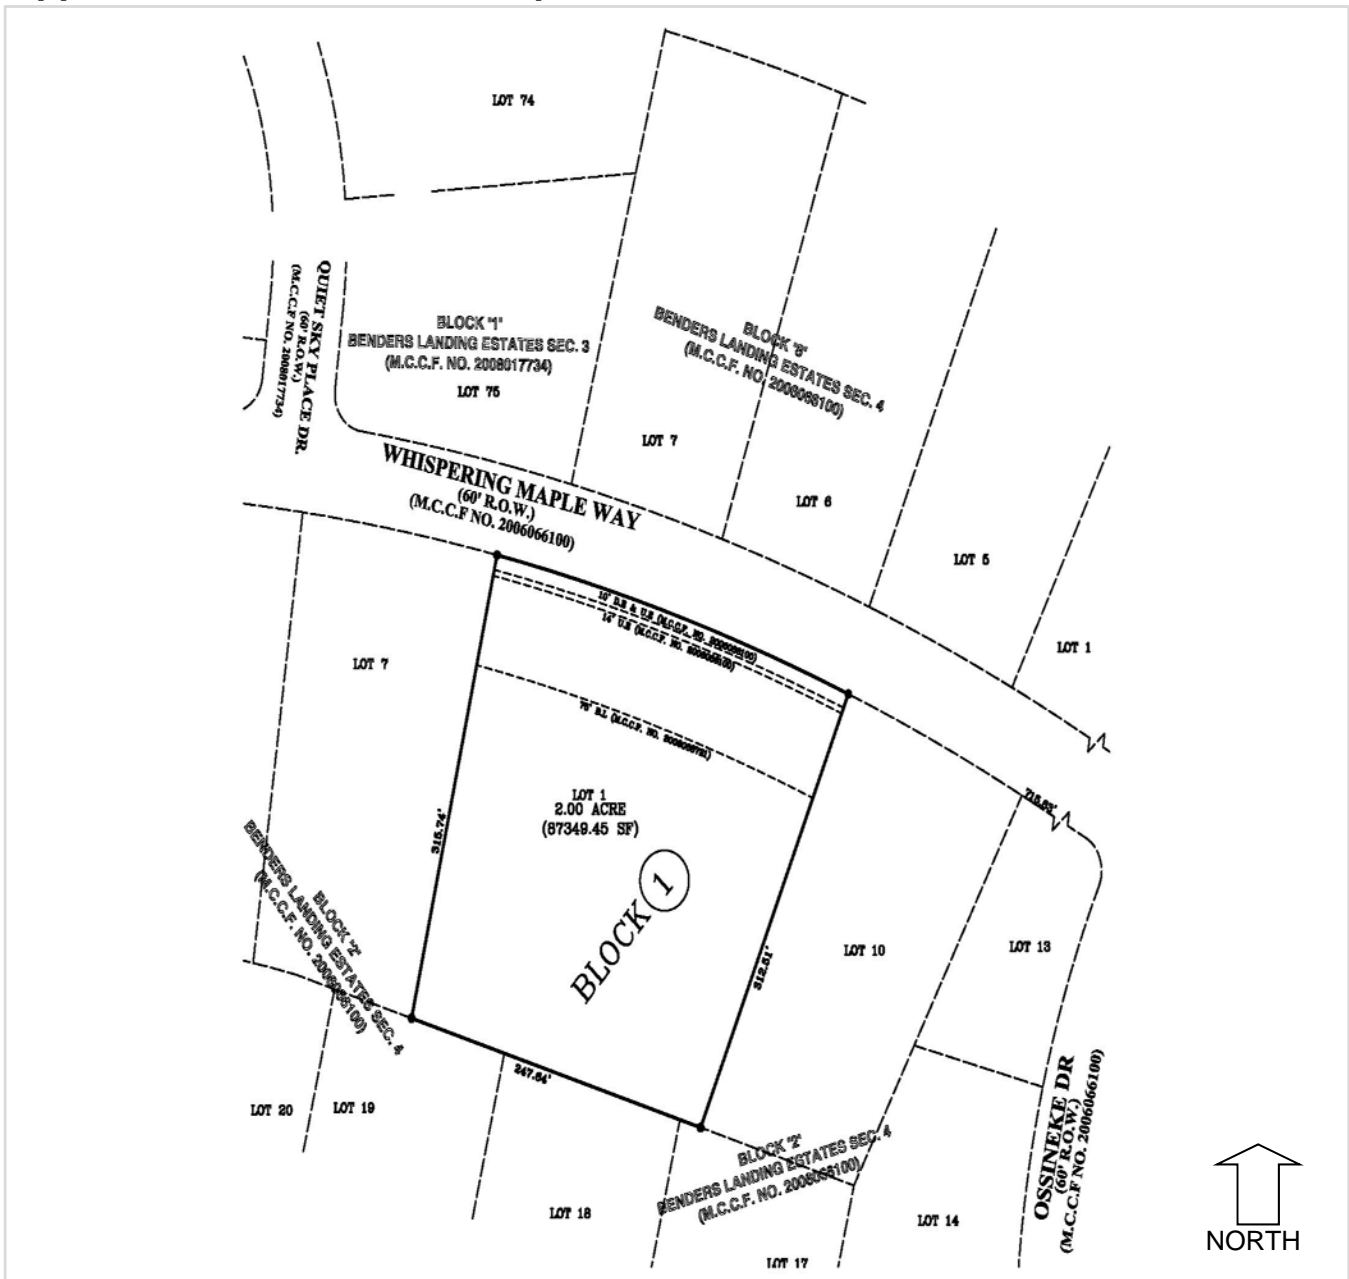 LOT 74
QUIET SKY PLACE DR.
(60' R.O.W.)
(M.C.C.F NO. 2008017734)
BLOCK "1"
BENDERS LANDING ESTATES SEC. 3
(M.C.C.F. NO. 2008017734)
LOT 75
BENDERS LANDING ESTATES SEC. 4
(M.C.C.F. NO. 2006066100)
LOT 7
LOT 6
LOT 5
LOT 1
WHISPERING MAPLE WAY
(60' R.O.W.)
(M.C.C.F NO. 2006066100)
LOT 7
LOT 1
2.00 ACRE
(87349.45 SF)
315.74'
312.51'
247.64'
BLOCK 1
BLOCK "2"
BENDERS LANDING ESTATES SEC. 4
(M.C.C.F. NO. 2006066100)
LOT 10
LOT 13
LOT 20
LOT 19
LOT 18
BLOCK "2"
BENDERS LANDING ESTATES SEC. 4
(M.C.C.F. NO. 2006066100)
LOT 17
LOT 14
OSSINEKE DR
(60' R.O.W.)
(M.C.C.F NO. 2006066100)
NORTH